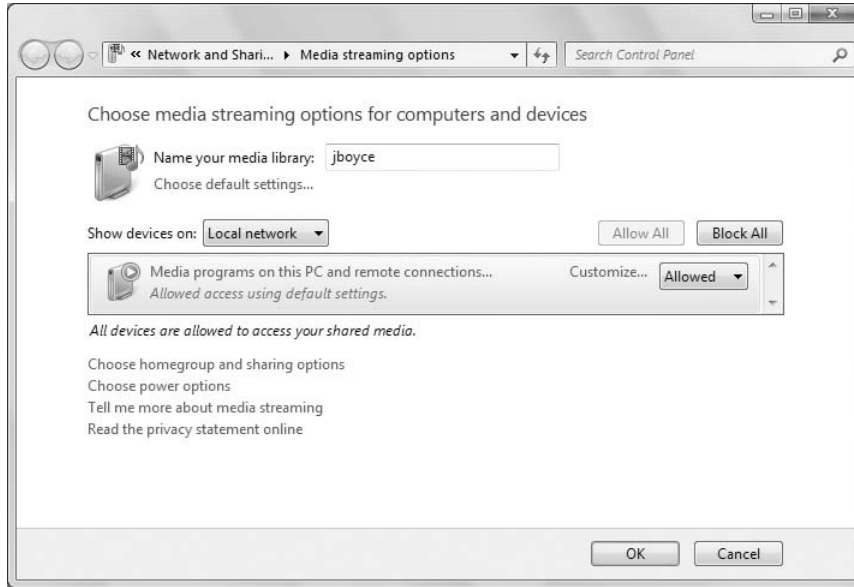 « Network and Shari... ▸ Media streaming options
Search Control Panel
Choose media streaming options for computers and devices
Name your media library: jboyce
Choose default settings...
Show devices on: Local network
Allow All
Block All
Media programs on this PC and remote connections...
Customize...
Allowed
Allowed access using default settings.
All devices are allowed to access your shared media.
Choose homegroup and sharing options
Choose power options
Tell me more about media streaming
Read the privacy statement online
OK
Cancel